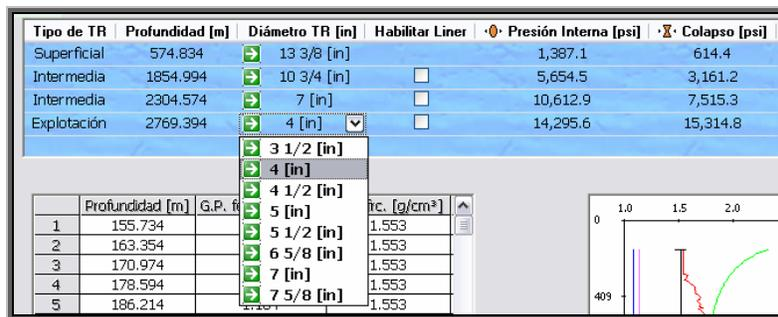 Tipo de TR Profundidad [m] Diámetro TR [in] Habilitar Liner Presión Interna [psi] Colapso [psi]
Superficial 574.834 13 3/8 [in] 1,387.1 614.4
Intermedia 1854.994 10 3/4 [in] 5,654.5 3,161.2
Intermedia 2304.574 7 [in] 10,612.9 7,515.3
Explotación 2769.394 4 [in] 14,295.6 15,314.8
3 1/2 [in]
4 [in]
4 1/2 [in]
5 [in]
5 1/2 [in]
6 5/8 [in]
7 [in]
7 5/8 [in]
Profundidad [m] G.P. [g/cm³]
1 155.734 1.553
2 163.354 1.553
3 170.974 1.553
4 178.594 1.553
5 186.214 1.553
1.0 1.5 2.0
0
409